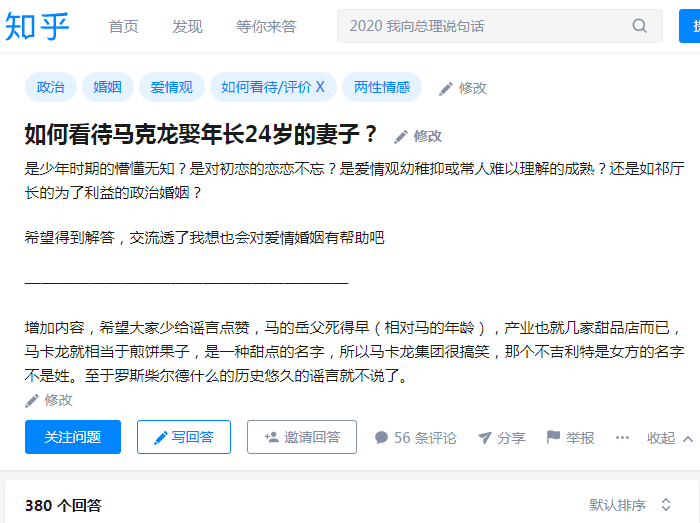 知乎 首页 发现 等你来答 2020 我向总理说句话
政治 婚姻 爱情观 如何看待/评价 X 两性情感 修改
如何看待马克龙娶年长24岁的妻子？ 修改
是少年时期的懵懂无知？是对初恋的恋恋不忘？是爱情观幼稚抑或常人难以理解的成熟？还是如祁厅
长的为了利益的政治婚姻？
希望得到解答，交流透了我想也会对爱情婚姻有帮助吧
————————————————————
增加内容，希望大家少给谣言点赞，马的岳父死得早（相对马的年龄），产业也就几家甜品店而已，
马卡龙就相当于煎饼果子，是一种甜点的名字，所以马卡龙集团很搞笑，那个不吉利特是女方的名字
不是姓。至于罗斯柴尔德什么的历史悠久的谣言就不说了。
修改
关注问题 写回答 邀请回答 56 条评论 分享 举报 ··· 收起
380 个回答 默认排序